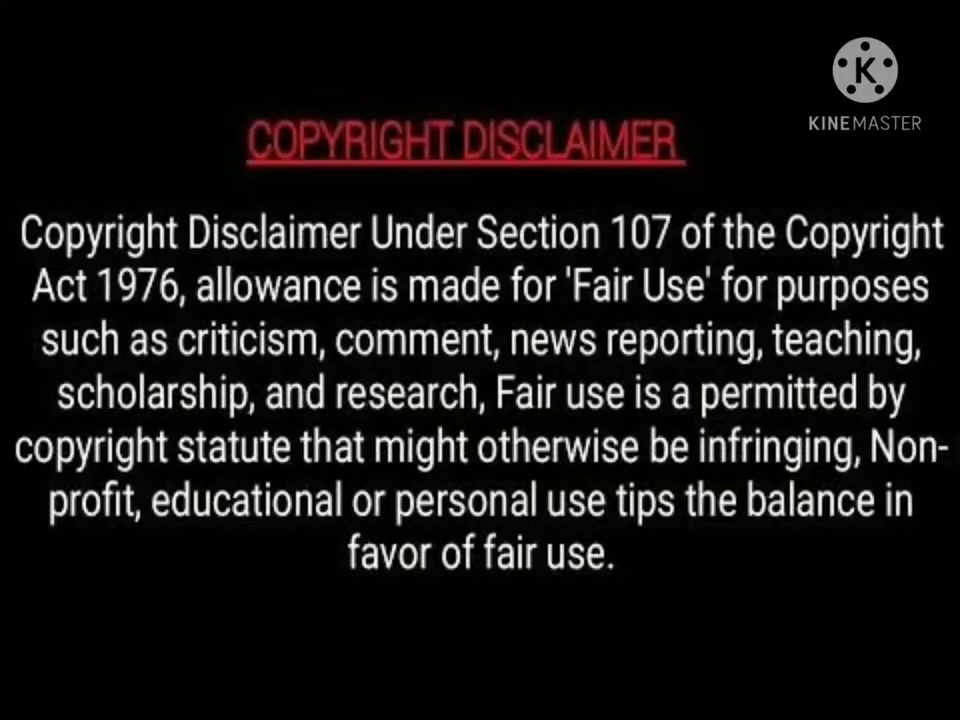 K
KINEMASTER
COPYRIGHT DISCLAIMER
Copyright Disclaimer Under Section 107 of the Copyright
Act 1976, allowance is made for 'Fair Use' for purposes
such as criticism, comment, news reporting, teaching,
scholarship, and research, Fair use is a permitted by
copyright statute that might otherwise be infringing, Non-
profit, educational or personal use tips the balance in
favor of fair use.